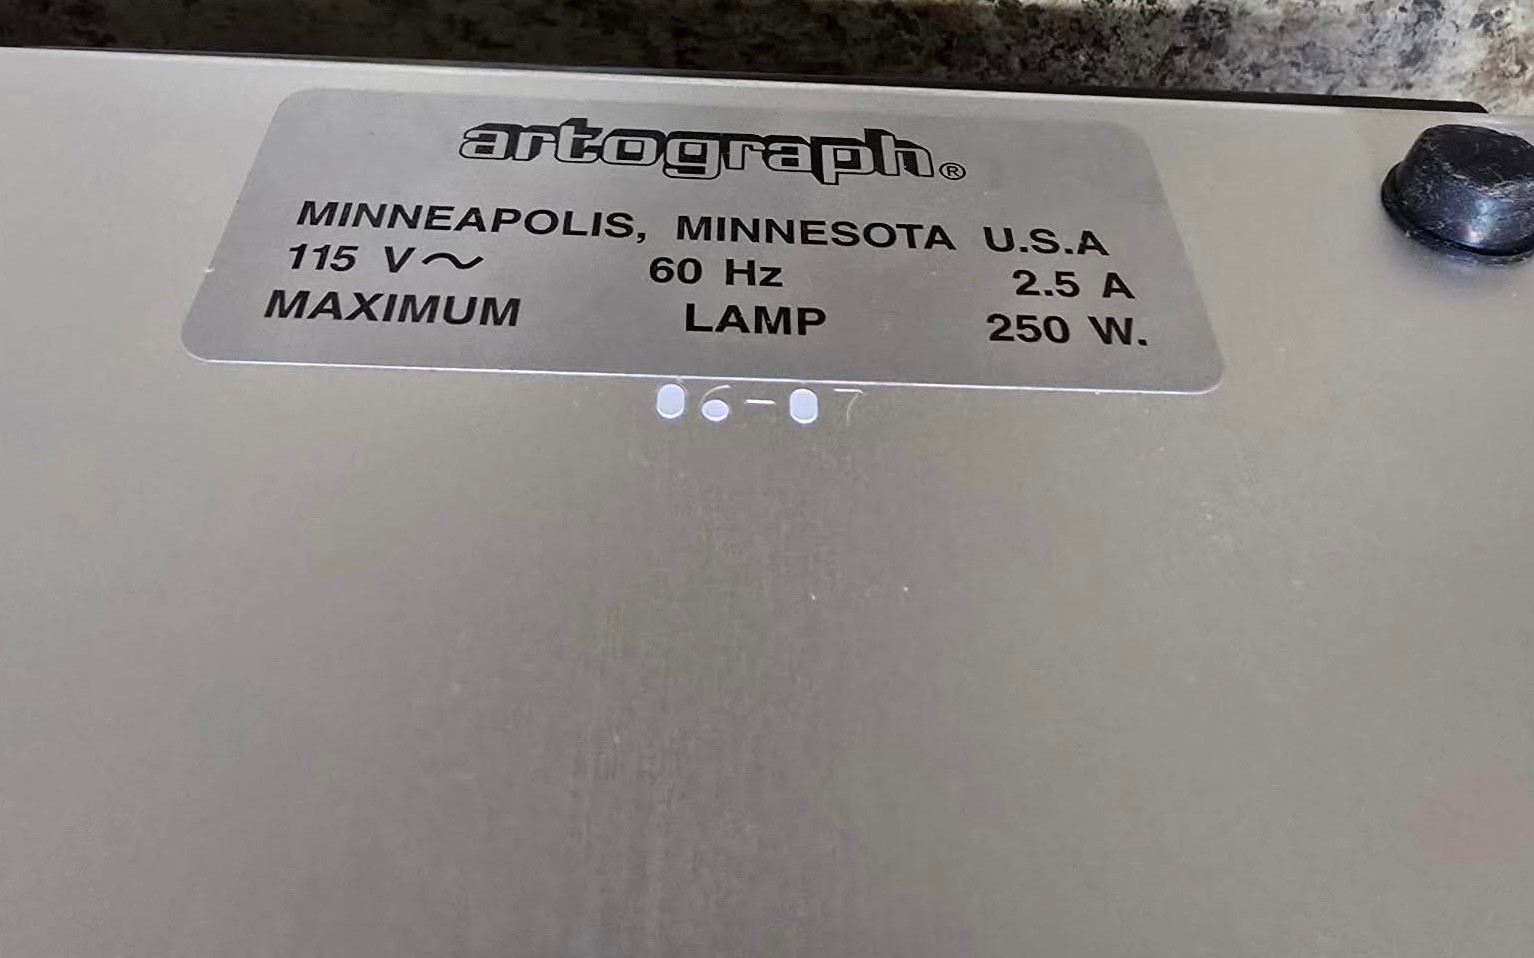 artograph®
MINNEAPOLIS, MINNESOTA U.S.A
115 V~ 60 Hz 2.5 A
MAXIMUM LAMP 250 W.
06-07